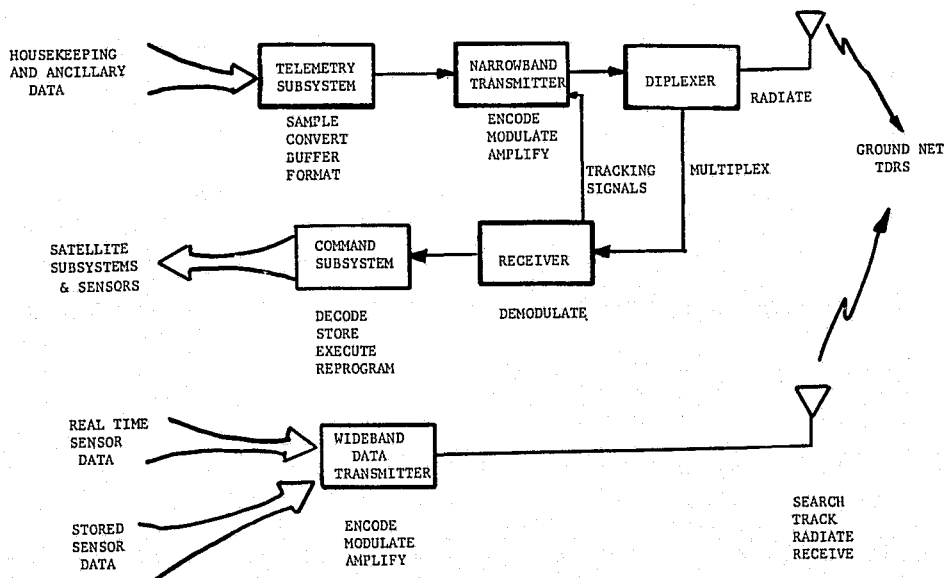 HOUSEKEEPING
AND ANCILLARY
DATA
TELEMETRY
SUBSYSTEM
SAMPLE
CONVERT
BUFFER
FORMAT
NARROWBAND
TRANSMITTER
ENCODE
MODULATE
AMPLIFY
DIPLEXER
RADIATE
GROUND NET
TDRS
TRACKING
SIGNALS
MULTIPLEX
SATELLITE
SUBSYSTEMS
& SENSORS
COMMAND
SUBSYSTEM
DECODE
STORE
EXECUTE
REPROGRAM
RECEIVER
DEMODULATE
REAL TIME
SENSOR
DATA
STORED
SENSOR
DATA
WIDEBAND
DATA
TRANSMITTER
ENCODE
MODULATE
AMPLIFY
SEARCH
TRACK
RADIATE
RECEIVE